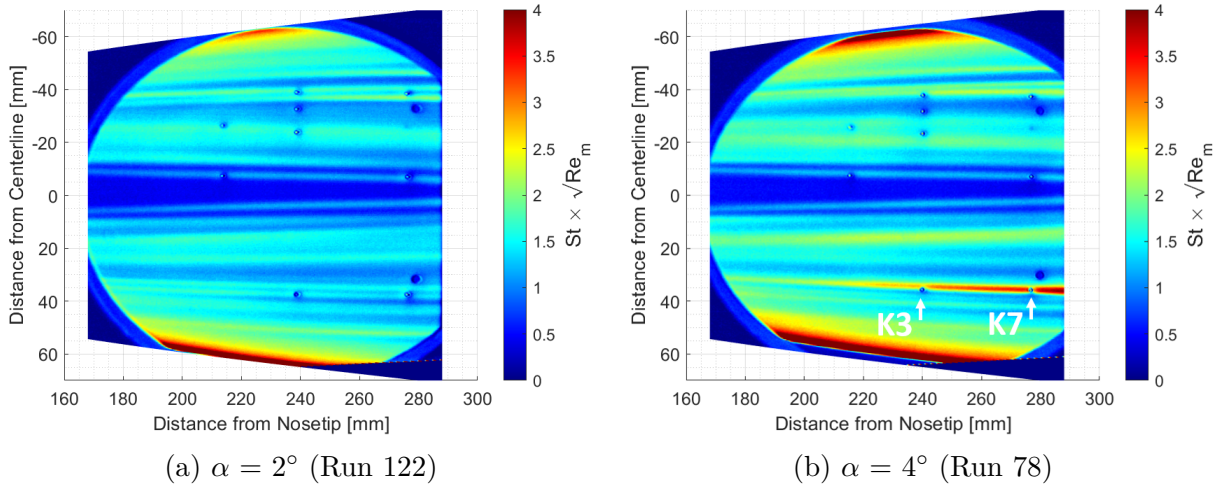 -60
-40
-20
0
20
40
60
160 180 200 220 240 260 280 300
Distance from Centerline [mm]
Distance from Nosetip [mm]
4
3.5
3
2.5
2
1.5
1
0.5
0
St × √Re_m
(a) α = 2° (Run 122)
-60
-40
-20
0
20
40
60
160 180 200 220 240 260 280 300
Distance from Centerline [mm]
Distance from Nosetip [mm]
K3 K7
4
3.5
3
2.5
2
1.5
1
0.5
0
St × √Re_m
(b) α = 4° (Run 78)